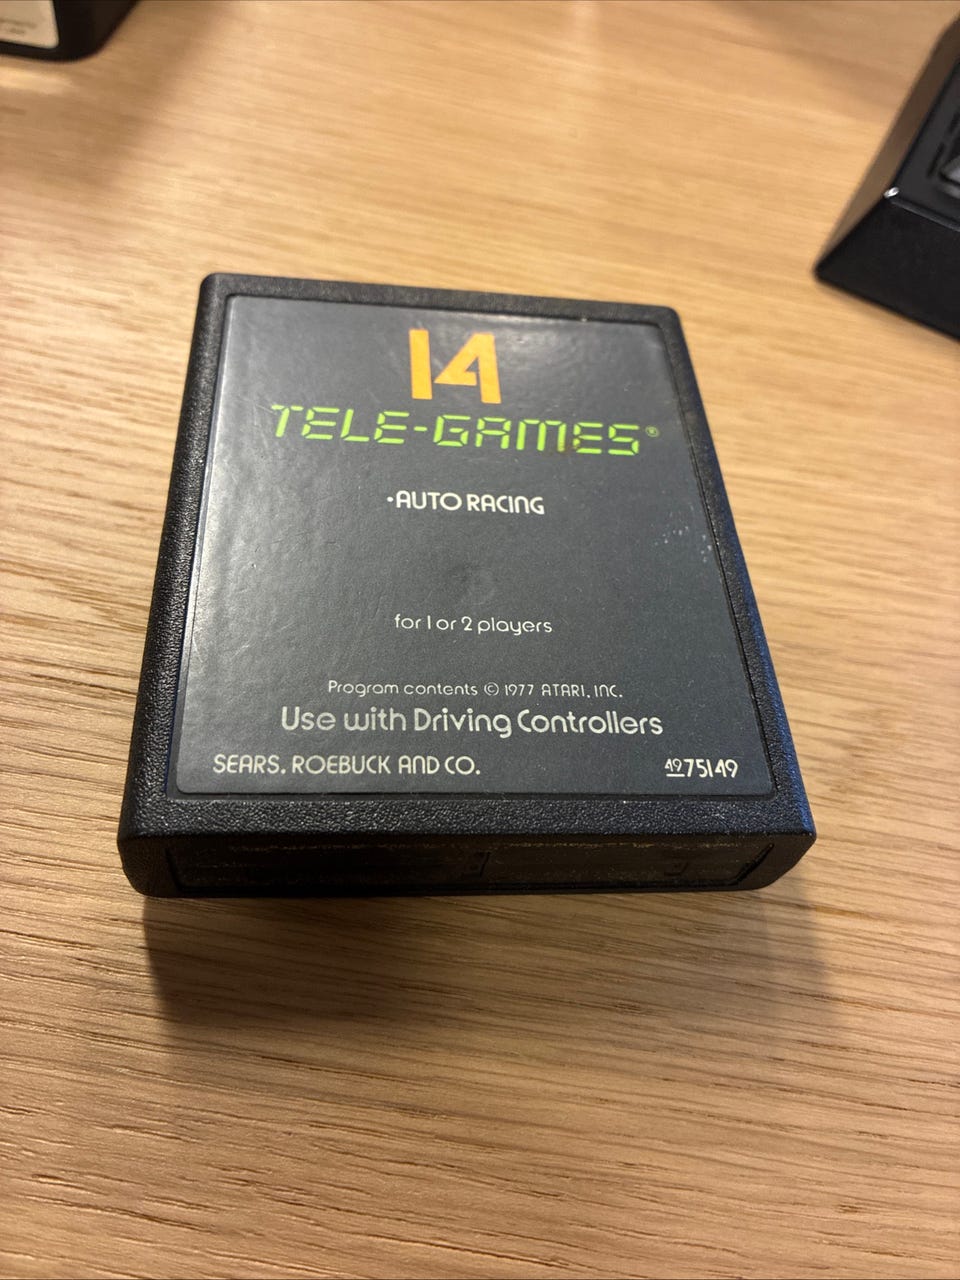 14
TELE-GAMES®
•AUTO RACING
for 1 or 2 players
Program contents © 1977 ATARI, INC.
Use with Driving Controllers
SEARS, ROEBUCK AND CO. 4975149